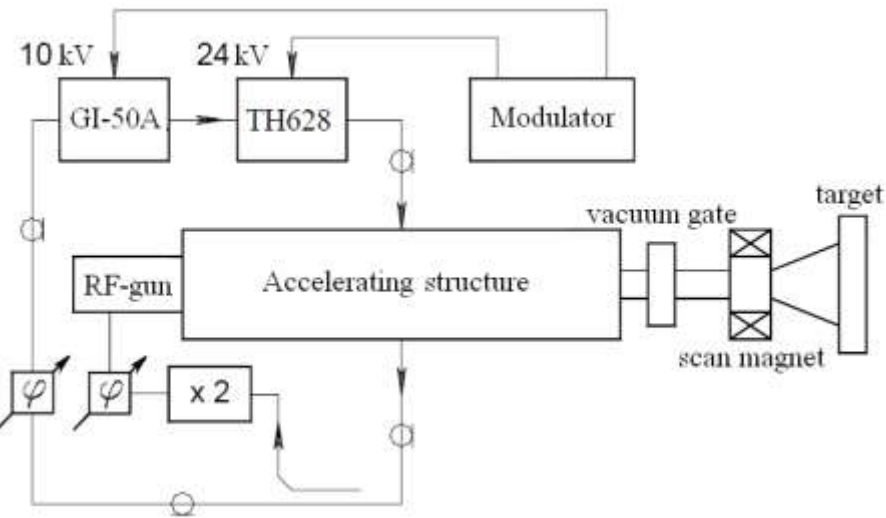 10 kV
24 kV
GI-50A
TH628
Modulator
target
vacuum gate
RF-gun
Accelerating structure
scan magnet
φ
φ
x 2